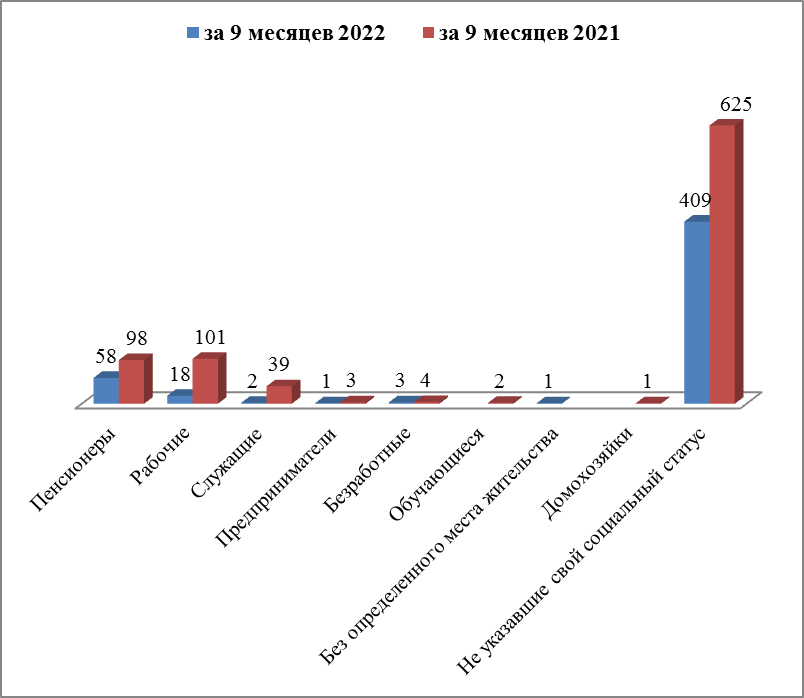 за 9 месяцев 2022 за 9 месяцев 2021
625
409
58 98 18 101 2 39 1 3 3 4 2 1 1
Пенсионеры
Рабочие
Служащие
Предприниматели
Безработные
Обучающиеся
Без определенного места жительства
Домохозяйки
Не указавшие свой социальный статус